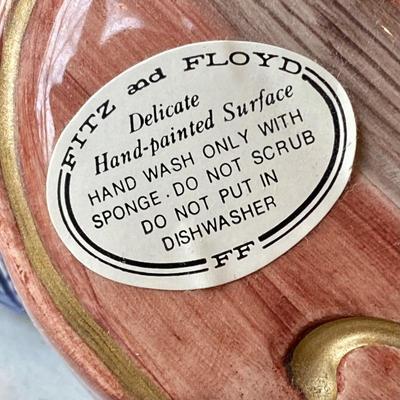 FITZ and FLOYD
Delicate
Hand-painted Surface
HAND WASH ONLY WITH
SPONGE. DO NOT SCRUB
DO NOT PUT IN
DISHWASHER
FF